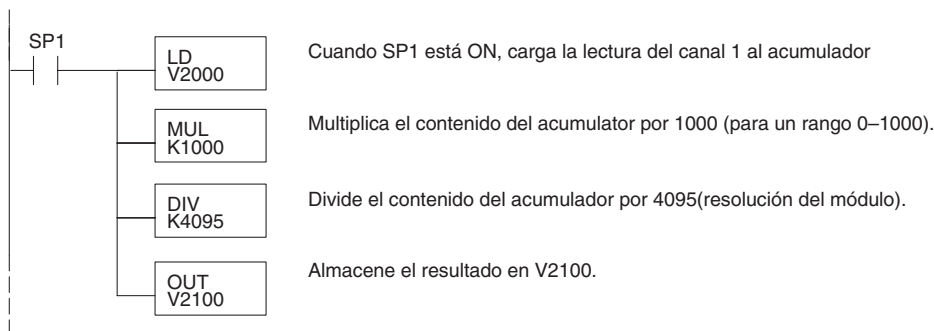 SP1
LD
V2000
Cuando SP1 está ON, carga la lectura del canal 1 al acumulador
MUL
K1000
Multiplica el contenido del acumulator por 1000 (para un rango 0–1000).
DIV
K4095
Divide el contenido del acumulador por 4095(resolución del módulo).
OUT
V2100
Almacene el resultado en V2100.